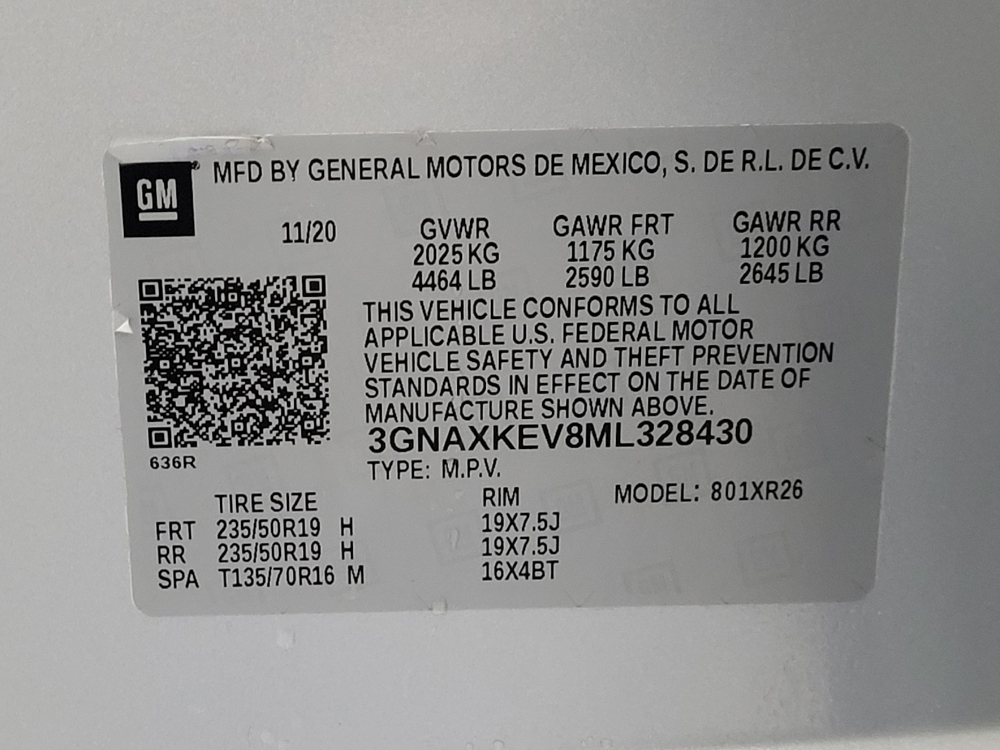 GM
MFD BY GENERAL MOTORS DE MEXICO, S. DE R.L. DE C.V.
11/20 GVWR GAWR FRT GAWR RR
2025 KG 1175 KG 1200 KG
4464 LB 2590 LB 2645 LB
THIS VEHICLE CONFORMS TO ALL
APPLICABLE U.S. FEDERAL MOTOR
VEHICLE SAFETY AND THEFT PREVENTION
STANDARDS IN EFFECT ON THE DATE OF
MANUFACTURE SHOWN ABOVE.
3GNAXKEV8ML328430
636R
TYPE: M.P.V.
TIRE SIZE RIM MODEL: 801XR26
FRT 235/50R19 H 19X7.5J
RR 235/50R19 H 19X7.5J
SPA T135/70R16 M 16X4BT